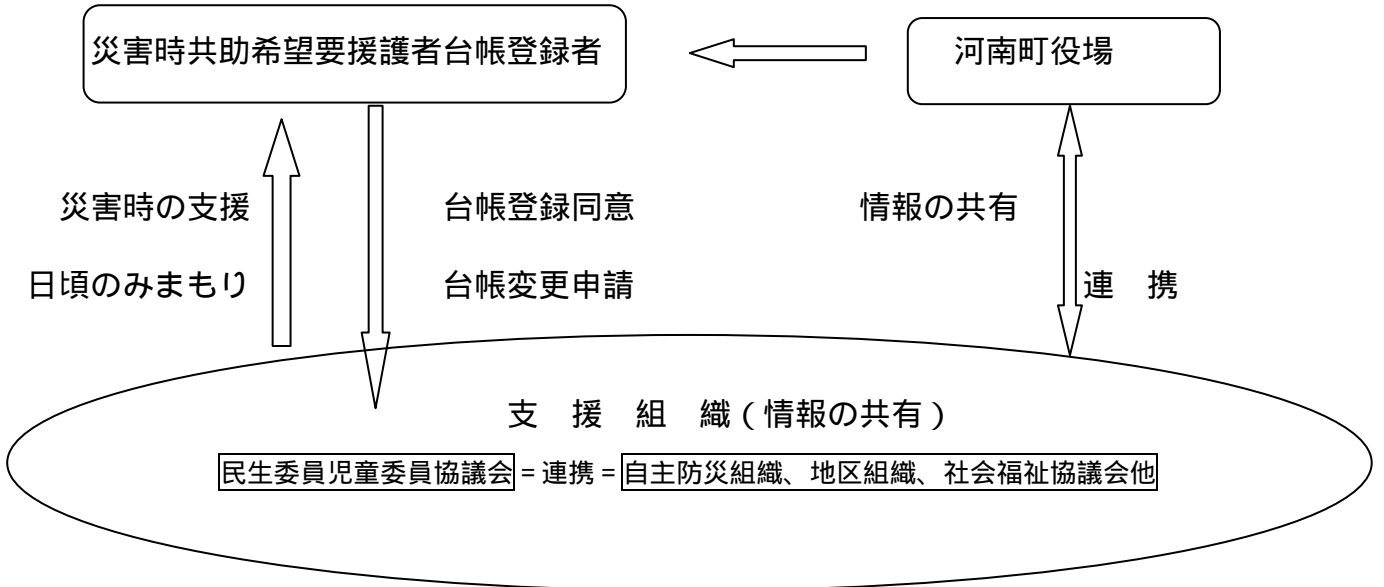 災害時共助希望要援護者台帳登録者
河南町役場
災害時の支援
台帳登録同意
情報の共有
日頃のみまもり
台帳変更申請
連　携
支　援　組　織（情報の共有）
民生委員児童委員協議会 = 連携 = 自主防災組織、地区組織、社会福祉協議会他